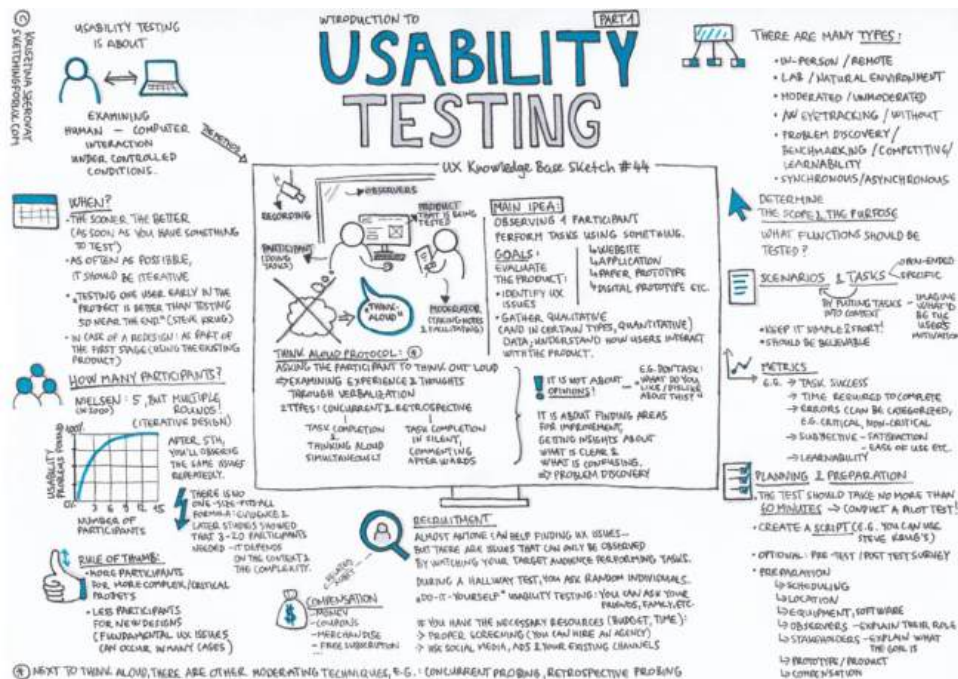 © KRISZTINA SZEROVAY
SKETCHINGFORUX.COM
USABILITY TESTING
IS ABOUT
EXAMINING
HUMAN - COMPUTER
INTERACTION
UNDER CONTROLLED
CONDITIONS.
INTRODUCTION TO
PART 1
USABILITY
TESTING
UX Knowledge Base Sketch #44
THERE ARE MANY TYPES:
• IN-PERSON / REMOTE
• LAB / NATURAL ENVIRONMENT
• MODERATED / UNMODERATED
• /W EYETRACKING / WITHOUT
• PROBLEM DISCOVERY /
BENCHMARKING / COMPETITIVE /
LEARNABILITY
• SYNCHRONOUS/ASYNCHRONOUS
WHEN?
• THE SOONER THE BETTER
(AS SOON AS YOU HAVE SOMETHING
TO TEST)
• AS OFTEN AS POSSIBLE,
IT SHOULD BE ITERATIVE
• "TESTING ONE USER EARLY IN THE
PROJECT IS BETTER THAN TESTING
50 NEAR THE END." (STEVE KRUG)
• IN CASE OF A REDESIGN: AS PART OF
THE FIRST STAGE (USING THE EXISTING
PRODUCT)
HOW MANY PARTICIPANTS?
NIELSEN: 5, BUT MULTIPLE
(IN 2000) ROUNDS!
(ITERATIVE DESIGN)
100%
USABILITY
PROBLEMS FOUND
0%
3 6 9 12 15
NUMBER OF
PARTICIPANTS
AFTER 5TH,
YOU'LL OBSERVE
THE SAME ISSUES
REPEATEDLY.
THERE IS NO
ONE-SIZE-FITS-ALL
FORMULA: EVIDENCE &
LATER STUDIES SHOWED
THAT 3-20 PARTICIPANTS
NEEDED - IT DEPENDS
ON THE CONTEXT &
THE COMPLEXITY.
RULE OF THUMB:
• MORE PARTICIPANTS
FOR MORE COMPLEX/CRITICAL
PROJECTS
• LESS PARTICIPANTS
FOR NEW DESIGNS
(FUNDAMENTAL UX ISSUES
CAN OCCUR IN MANY CASES)
THE METHOD
RECORDING
OBSERVERS
PRODUCT
THAT IS BEING
TESTED
PARTICIPANT
(DOING
TASKS)
"THINK-
ALOUD"
MODERATOR
(TAKING NOTES
& FACILITATING)
MAIN IDEA:
OBSERVING 1 PARTICIPANT
PERFORM TASKS USING SOMETHING.
↳ WEBSITE
↳ APPLICATION
↳ PAPER PROTOTYPE
↳ DIGITAL PROTOTYPE ETC.
GOALS:
EVALUATE
THE PRODUCT:
• IDENTIFY UX
ISSUES
• GATHER QUALITATIVE
(AND IN CERTAIN TYPES, QUANTITATIVE)
DATA, UNDERSTAND HOW USERS INTERACT
WITH THE PRODUCT.
THINK ALOUD PROTOCOL: *
ASKING THE PARTICIPANT TO THINK OUT LOUD
⇒ EXAMINING EXPERIENCE & THOUGHTS
THROUGH VERBALIZATION
2 TYPES: CONCURRENT & RETROSPECTIVE
TASK COMPLETION
&
THINKING ALOUD
SIMULTANEOUSLY
TASK
COMPLETION
IN SILENT,
COMMENTING
AFTERWARDS
! IT IS NOT ABOUT
OPINIONS!
E.G. DON'T ASK:
"WHAT DO YOU
LIKE / DISLIKE
ABOUT THIS?"
IT IS ABOUT FINDING AREAS
FOR IMPROVEMENT,
GETTING INSIGHTS ABOUT
WHAT IS CLEAR &
WHAT IS CONFUSING.
⇒ PROBLEM DISCOVERY
DETERMINE
THE SCOPE & THE PURPOSE
WHAT FUNCTIONS SHOULD BE
TESTED?
SCENARIOS & TASKS
OPEN-ENDED
SPECIFIC
BY PUTTING TASKS
INTO CONTEXT
- IMAGINE
WHAT'D
BE THE
USER'S
MOTIVATION
• KEEP IT SIMPLE & SHORT!
• SHOULD BE BELIEVABLE
METRICS
E.G. → TASK SUCCESS
→ TIME REQUIRED TO COMPLETE
→ ERRORS (CAN BE CATEGORIZED,
E.G. CRITICAL, NON-CRITICAL
→ SUBJECTIVE - SATISFACTION
- EASE OF USE ETC.
→ LEARNABILITY
PLANNING & PREPARATION
• THE TEST SHOULD TAKE NO MORE THAN
60 MINUTES → CONDUCT A PILOT TEST!
• CREATE A SCRIPT (E.G. YOU CAN USE
STEVE KRUG'S)
• OPTIONAL: PRE-TEST / POST TEST SURVEY
• PREPARATION
↳ SCHEDULING
↳ LOCATION
↳ EQUIPMENT, SOFTWARE
↳ OBSERVERS - EXPLAIN THEIR ROLE
↳ STAKEHOLDERS - EXPLAIN WHAT
THE GOAL IS
↳ PROTOTYPE / PRODUCT
↳ COMPENSATION
RECRUITMENT
ALMOST ANYONE CAN HELP FINDING UX ISSUES...
BUT THERE ARE ISSUES THAT CAN ONLY BE OBSERVED
BY WATCHING YOUR TARGET AUDIENCE PERFORMING TASKS.
DURING A HALLWAY TEST, YOU ASK RANDOM INDIVIDUALS.
"DO-IT-YOURSELF" USABILITY TESTING: YOU CAN ASK YOUR
FRIENDS, FAMILY, ETC.
IF YOU HAVE THE NECESSARY RESOURCES (BUDGET, TIME):
→ PROPER SCREENING (YOU CAN HIRE AN AGENCY)
→ USE SOCIAL MEDIA, ADS & YOUR EXISTING CHANNELS
COMPENSATION
- MONEY
- COUPONS
- MERCHANDISE
- FREE SUBSCRIPTION
* NEXT TO THINK ALOUD, THERE ARE OTHER MODERATING TECHNIQUES, E.G.: CONCURRENT PROBING, RETROSPECTIVE PROBING